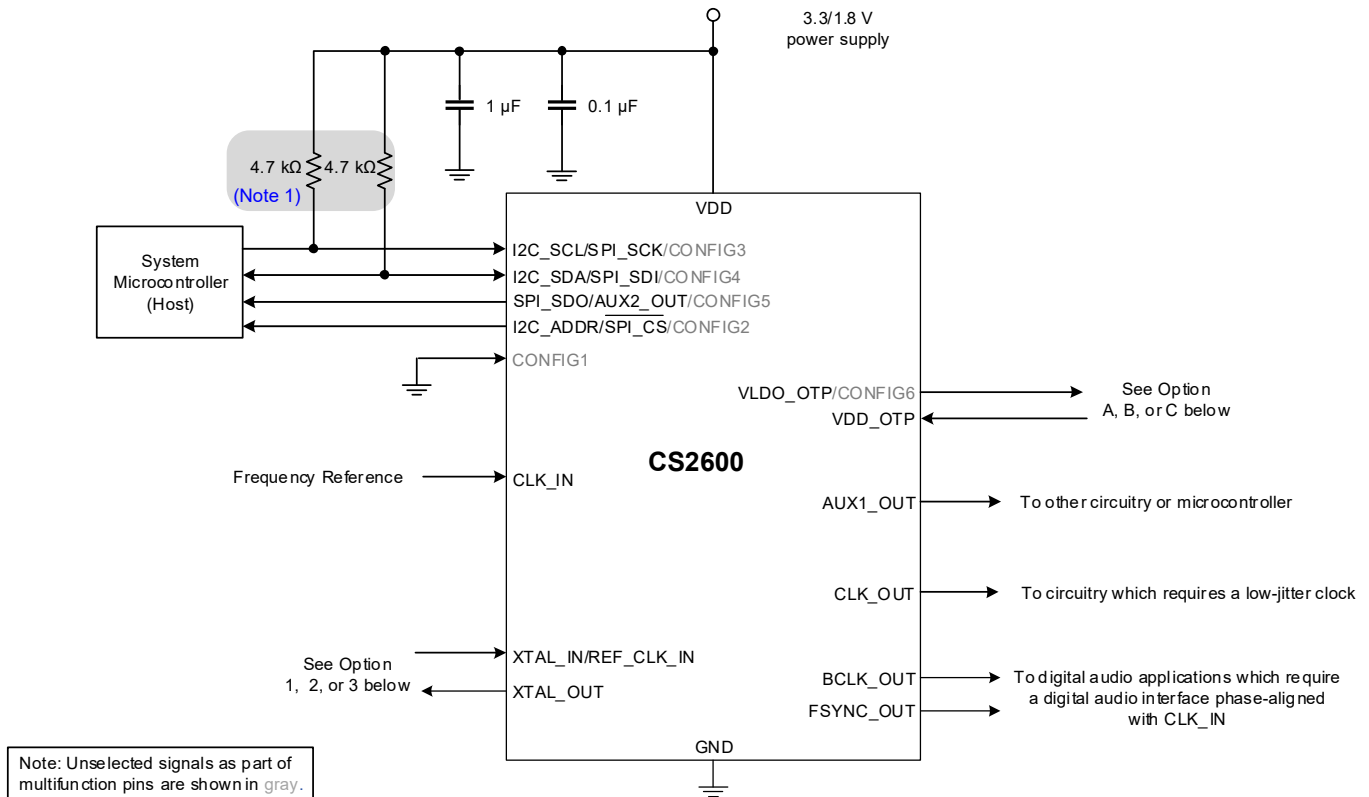 3.3/1.8 V
power supply
1 µF
0.1 µF
4.7 kΩ
4.7 kΩ
(Note 1)
VDD
System
Microcontroller
(Host)
I2C_SCL/SPI_SCK/CONFIG3
I2C_SDA/SPI_SDI/CONFIG4
SPI_SDO/AUX2_OUT/CONFIG5
I2C_ADDR/SPI_CS/CONFIG2
CONFIG1
VLDO_OTP/CONFIG6
VDD_OTP
See Option
A, B, or C below
CS2600
Frequency Reference
CLK_IN
AUX1_OUT
To other circuitry or microcontroller
CLK_OUT
To circuitry which requires a low-jitter clock
See Option
1, 2, or 3 below
XTAL_IN/REF_CLK_IN
XTAL_OUT
BCLK_OUT
FSYNC_OUT
To digital audio applications which require
a digital audio interface phase-aligned
with CLK_IN
GND
Note: Unselected signals as part of
multifunction pins are shown in gray.